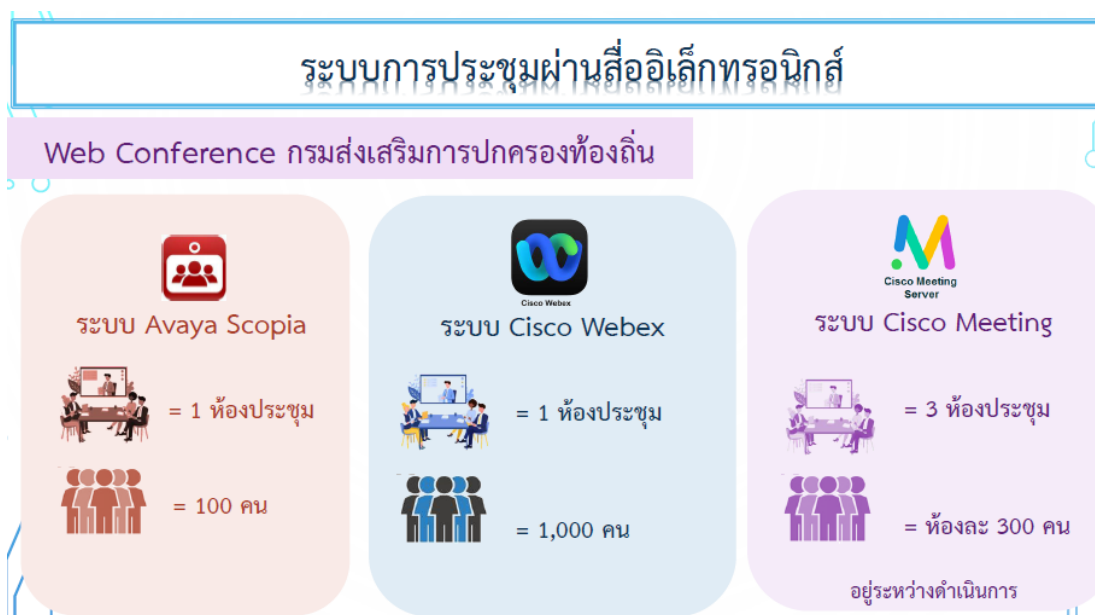 ระบบการประชุมผ่านสื่ออิเล็กทรอนิกส์
Web Conference กรมส่งเสริมการปกครองท้องถิ่น
ระบบ Avaya Scopia
= 1 ห้องประชุม
= 100 คน
Cisco Webex
ระบบ Cisco Webex
= 1 ห้องประชุม
= 1,000 คน
Cisco Meeting
Server
ระบบ Cisco Meeting
= 3 ห้องประชุม
= ห้องละ 300 คน
อยู่ระหว่างดำเนินการ